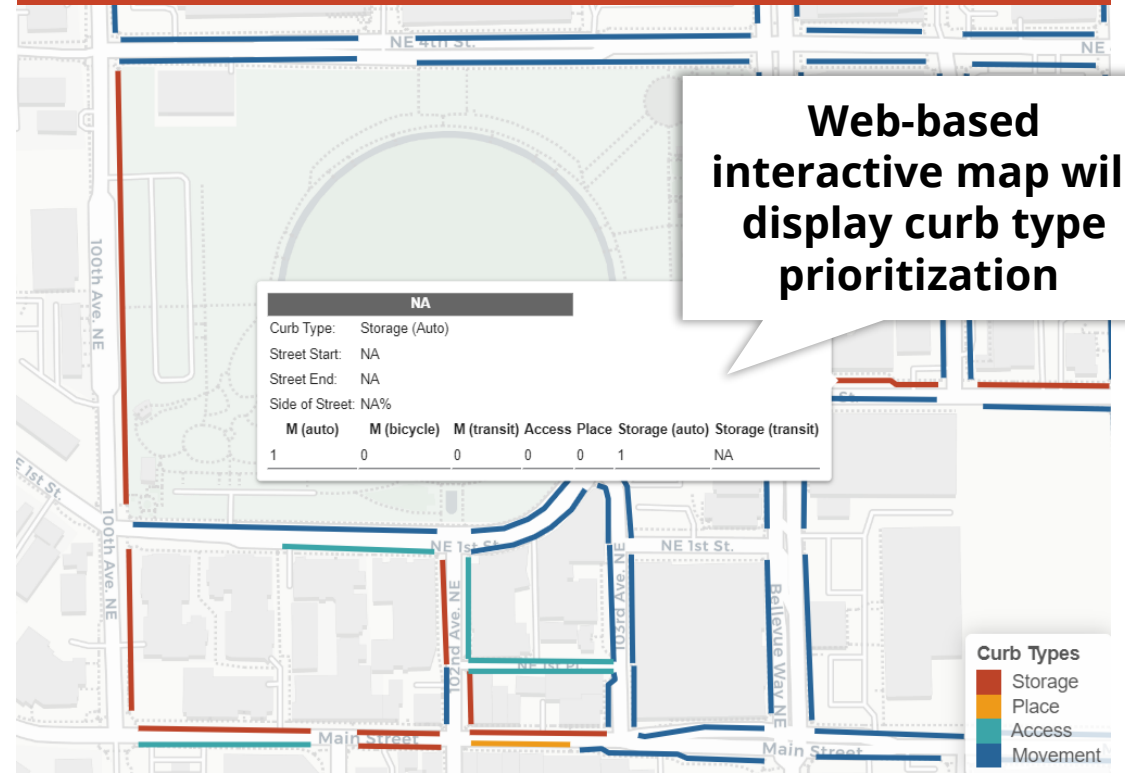 NE 4th St.
NE
Web-based
interactive map wil
display curb type
prioritization
100th Ave. NE
NA
Curb Type: Storage (Auto)
Street Start: NA
Street End: NA
Side of Street: NA%
M (auto) M (bicycle) M (transit) Access Place Storage (auto) Storage (transit)
1 0 0 0 0 1 NA
St.
E 1st St.
100th Ave. NE
NE 1st St.
NE 1st St.
102nd Ave. NE
103rd Ave. NE
Bellevue Way NE
NE 1st Pl.
Main Street
Main Street
Curb Types
Storage
Place
Access
Movement